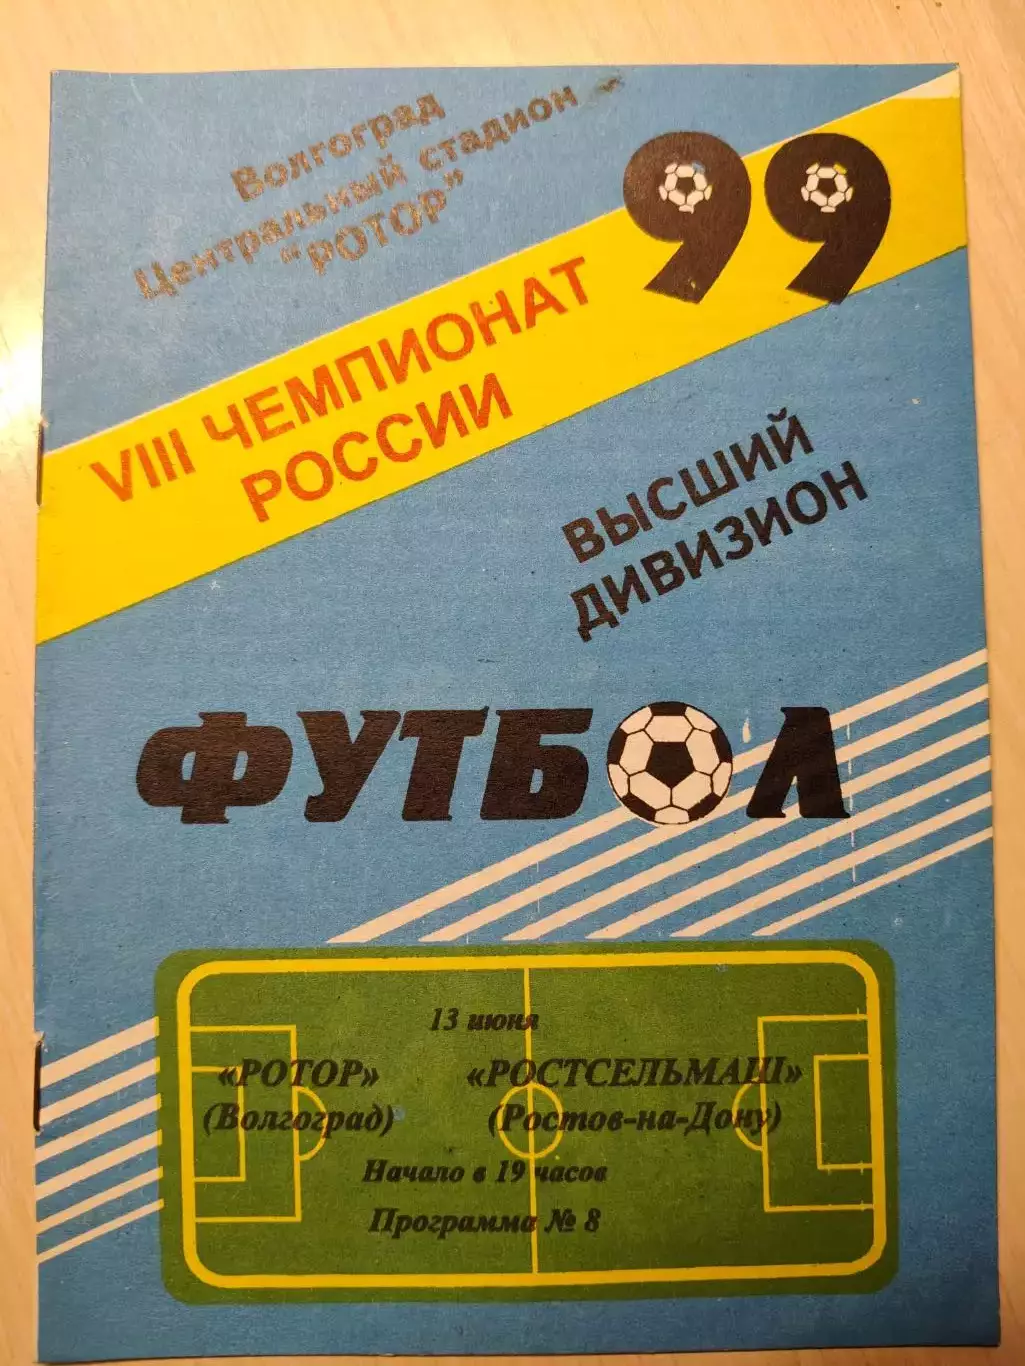 Волгоград
Центральный стадион
"РОТОР"
99
VIII ЧЕМПИОНАТ
РОССИИ
ВЫСШИЙ
ДИВИЗИОН
ФУТБОЛ
13 июня
«РОТОР» «РОСТСЕЛЬМАШ»
(Волгоград) (Ростов-на-Дону)
Начало в 19 часов
Программа № 8